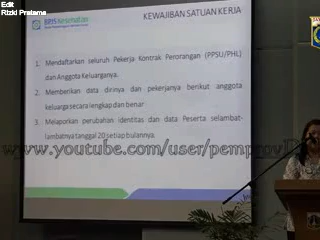 Edit
Rizki Pratama
BPJS Kesehatan
KEWAJIBAN SATUAN KERJA
1. Mendaftarkan seluruh Pekerja Kontrak Perorangan (PPSU/PHL)
dan Anggota Keluarganya.
2. Memberikan data dirinya dan pekerjanya berikut anggota
keluarga secara lengkap dan benar
3. Melaporkan perubahan identitas dan data Peserta selambat-
lambatnya tanggal 20 setiap bulannya.
www.youtube.com/user/pemprov